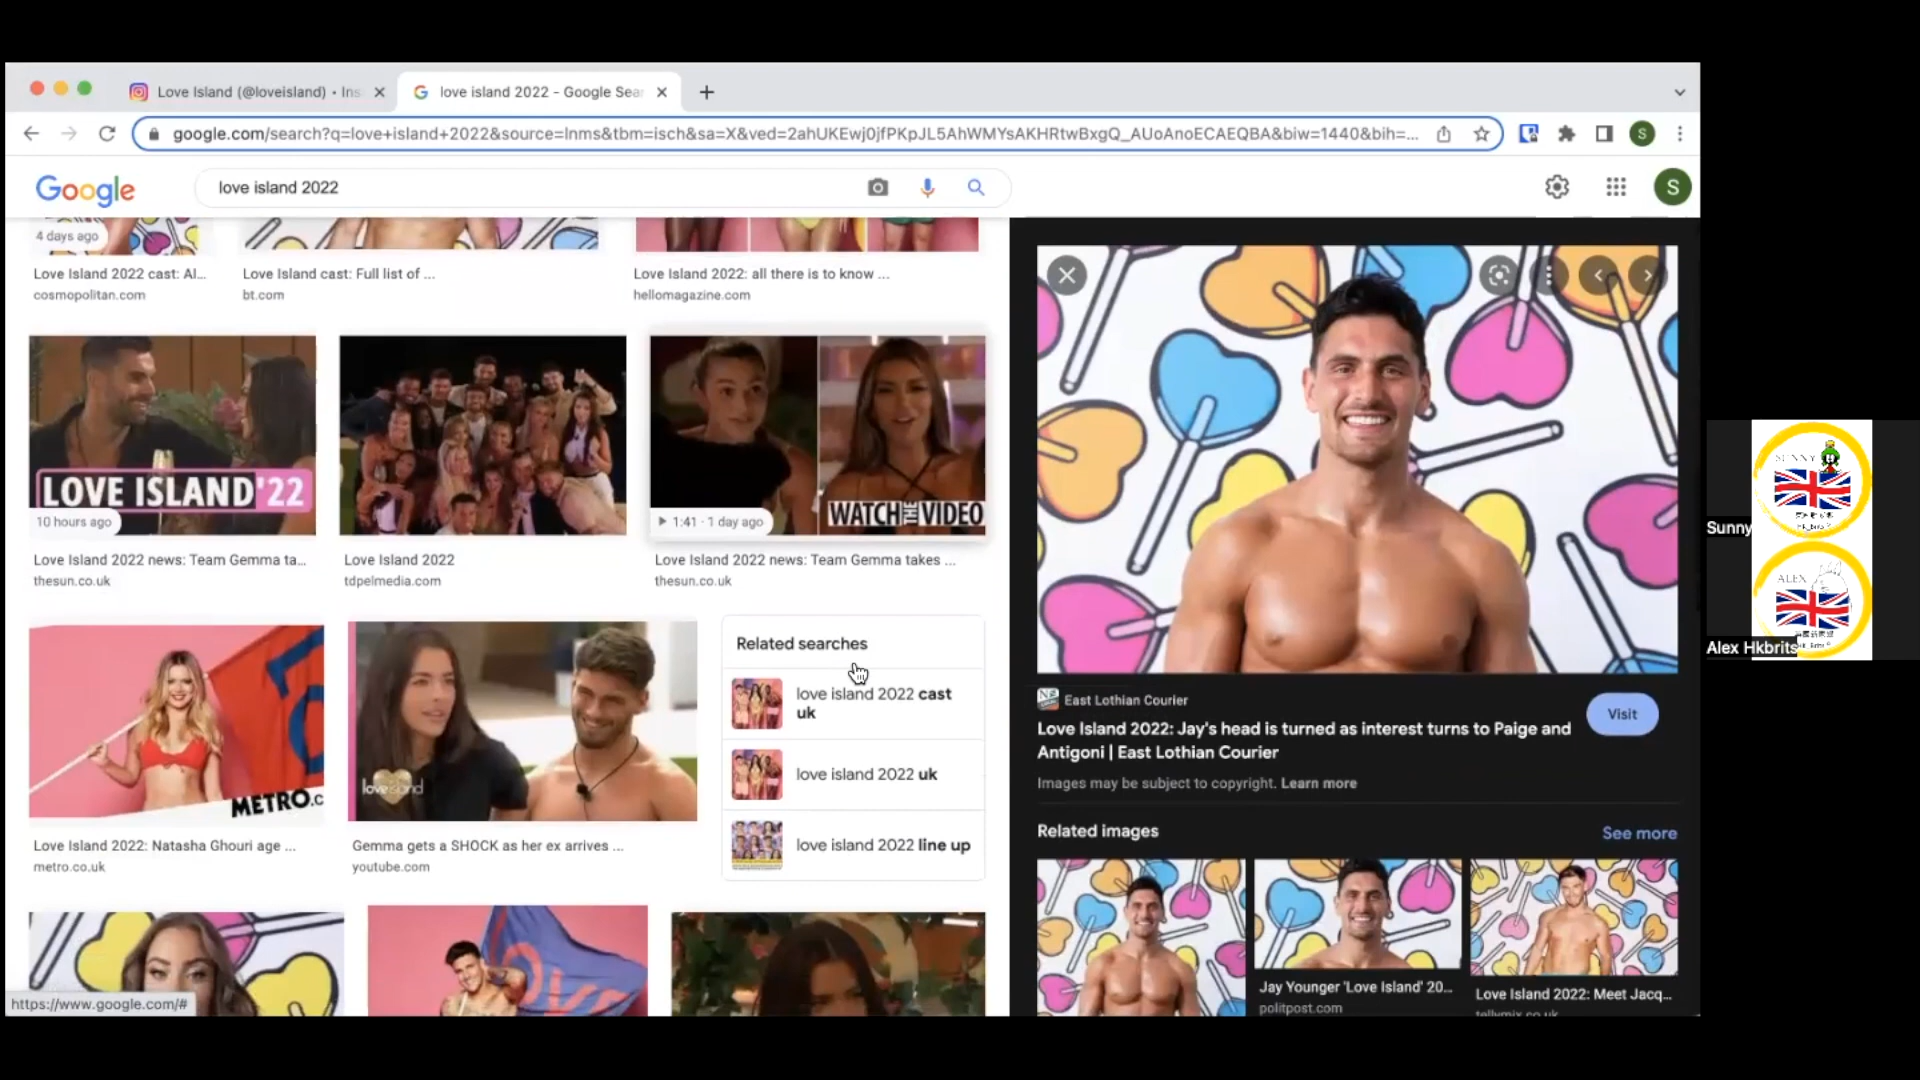 Love Island (@loveisland) • Ins
love island 2022 - Google Sear
google.com/search?q=love+island+2022&source=lnms&tbm=isch&sa=X&ved=2ahUKEwj0jfPKpJL5AhWMYsAKHRtwBxgQ_AUoAnoECAEQBA&biw=1440&bih=...
S
Google
love island 2022
S
4 days ago
Love Island 2022 cast: Al...
cosmopolitan.com
Love Island cast: Full list of ...
bt.com
Love Island 2022: all there is to know ...
hellomagazine.com
LOVE ISLAND '22
10 hours ago
WATCH THE VIDEO
1:41 · 1 day ago
Love Island 2022 news: Team Gemma ta...
thesun.co.uk
Love Island 2022
tdpelmedia.com
Love Island 2022 news: Team Gemma takes ...
thesun.co.uk
METRO.c
love island
Love Island 2022: Natasha Ghouri age ...
metro.co.uk
Gemma gets a SHOCK as her ex arrives ...
youtube.com
Related searches
love island 2022 cast
uk
love island 2022 uk
love island 2022 line up
https://www.google.com/#
East Lothian Courier
Love Island 2022: Jay's head is turned as interest turns to Paige and
Antigoni | East Lothian Courier
Visit
Images may be subject to copyright. Learn more
Related images
See more
Jay Younger 'Love Island' 20...
politpost.com
Love Island 2022: Meet Jacq...
tellymix.co.uk
SUNNY
Sunny
ALEX
Alex Hkbrits